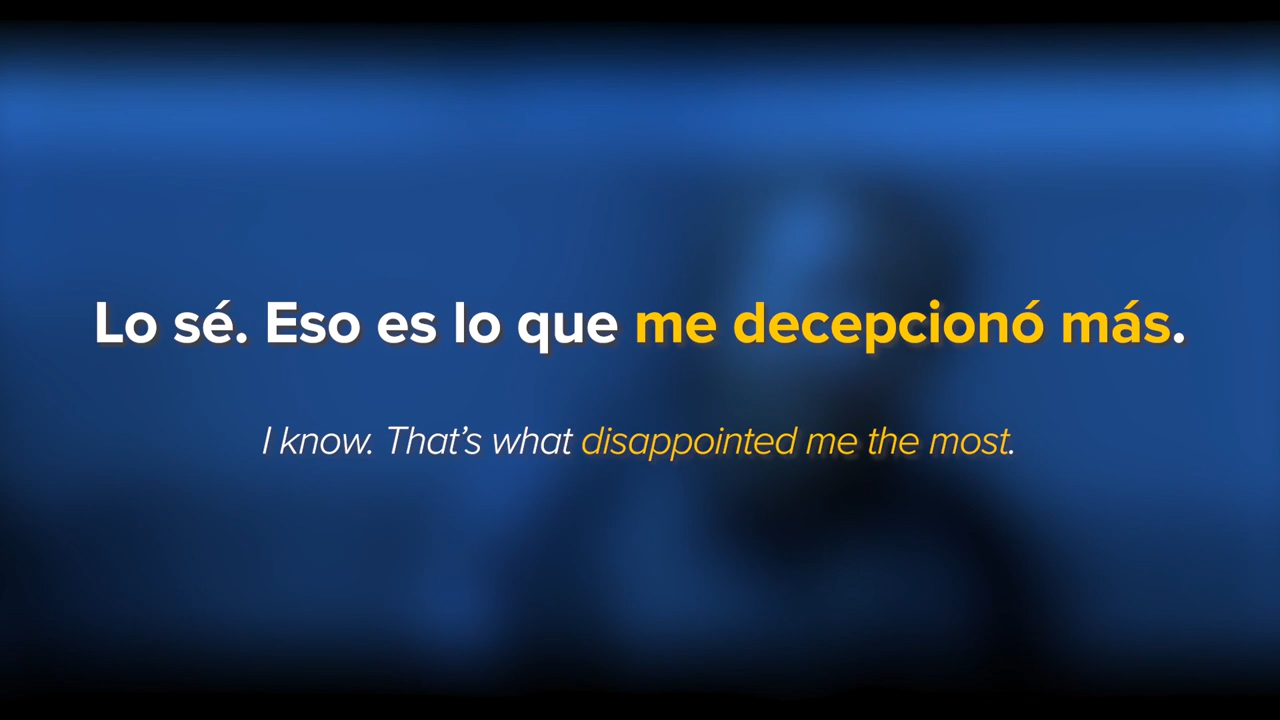 Lo sé. Eso es lo que me decepcionó más.
I know. That’s what disappointed me the most.